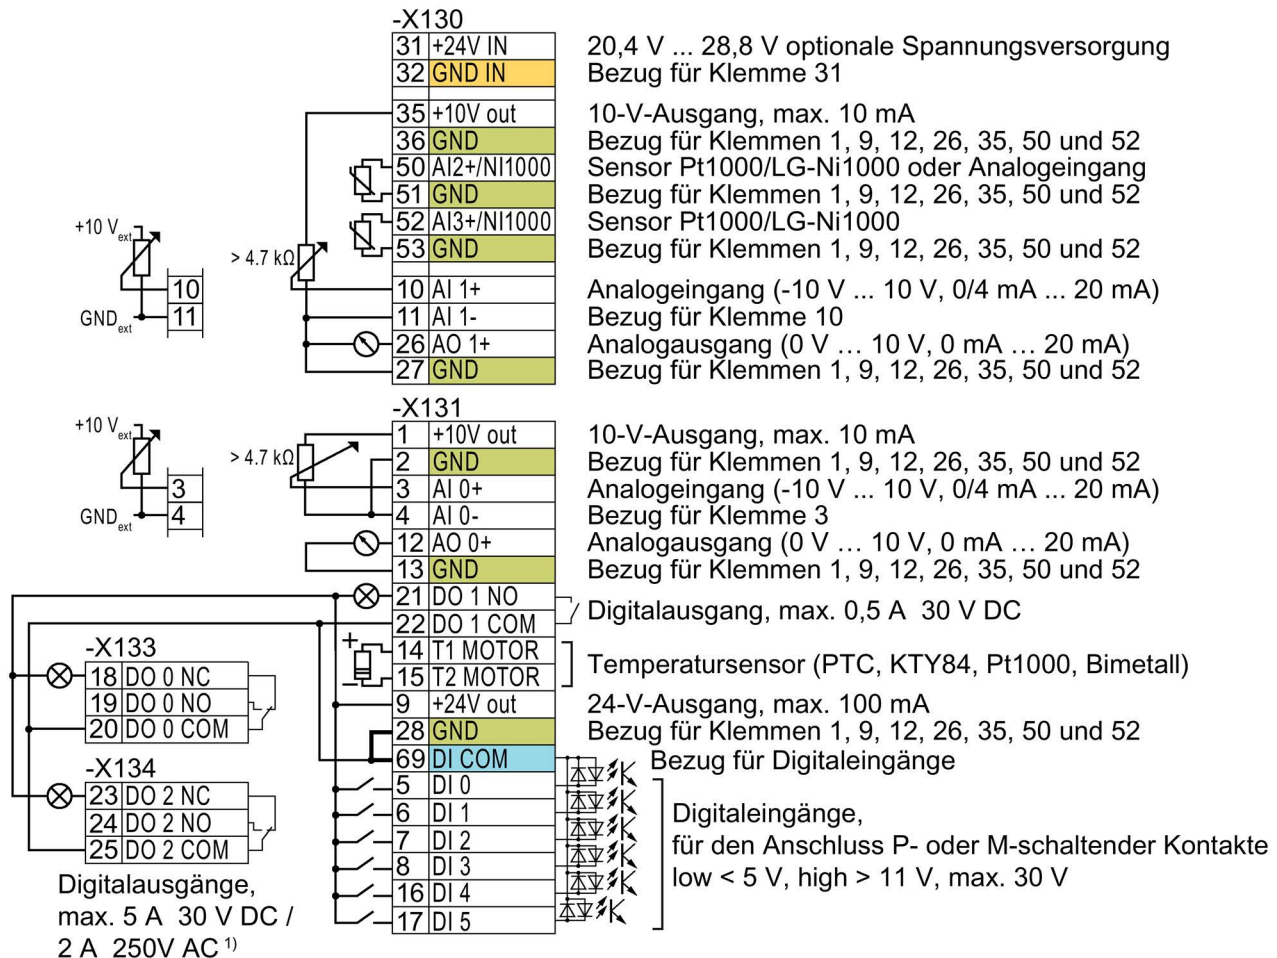 -X130
31 +24V IN 20,4 V ... 28,8 V optionale Spannungsversorgung
32 GND IN Bezug für Klemme 31
35 +10V out 10-V-Ausgang, max. 10 mA
36 GND Bezug für Klemmen 1, 9, 12, 26, 35, 50 und 52
50 AI2+/NI1000 Sensor Pt1000/LG-Ni1000 oder Analogeingang
51 GND Bezug für Klemmen 1, 9, 12, 26, 35, 50 und 52
52 AI3+/NI1000 Sensor Pt1000/LG-Ni1000
53 GND Bezug für Klemmen 1, 9, 12, 26, 35, 50 und 52
+10 Vext
> 4.7 kΩ
10
GNDext 11
10 AI 1+ Analogeingang (-10 V ... 10 V, 0/4 mA ... 20 mA)
11 AI 1- Bezug für Klemme 10
26 AO 1+ Analogausgang (0 V … 10 V, 0 mA … 20 mA)
27 GND Bezug für Klemmen 1, 9, 12, 26, 35, 50 und 52
-X131
+10 Vext
> 4.7 kΩ
3
GNDext 4
1 +10V out 10-V-Ausgang, max. 10 mA
2 GND Bezug für Klemmen 1, 9, 12, 26, 35, 50 und 52
3 AI 0+ Analogeingang (-10 V ... 10 V, 0/4 mA ... 20 mA)
4 AI 0- Bezug für Klemme 3
12 AO 0+ Analogausgang (0 V … 10 V, 0 mA … 20 mA)
13 GND Bezug für Klemmen 1, 9, 12, 26, 35, 50 und 52
21 DO 1 NO
22 DO 1 COM
Digitalausgang, max. 0,5 A 30 V DC
+
14 T1 MOTOR
–
15 T2 MOTOR
Temperatursensor (PTC, KTY84, Pt1000, Bimetall)
9 +24V out 24-V-Ausgang, max. 100 mA
28 GND Bezug für Klemmen 1, 9, 12, 26, 35, 50 und 52
69 DI COM Bezug für Digitaleingänge
5 DI 0
6 DI 1
7 DI 2
8 DI 3
16 DI 4
17 DI 5
Digitaleingänge,
für den Anschluss P- oder M-schaltender Kontakte
low < 5 V, high > 11 V, max. 30 V
-X133
18 DO 0 NC
19 DO 0 NO
20 DO 0 COM
-X134
23 DO 2 NC
24 DO 2 NO
25 DO 2 COM
Digitalausgänge,
max. 5 A 30 V DC /
2 A 250V AC 1)